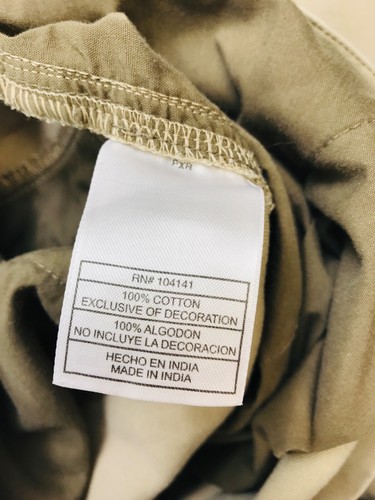 PXR
RN# 104141
100% COTTON
EXCLUSIVE OF DECORATION
100% ALGODON
NO INCLUYE LA DECORACION
HECHO EN INDIA
MADE IN INDIA